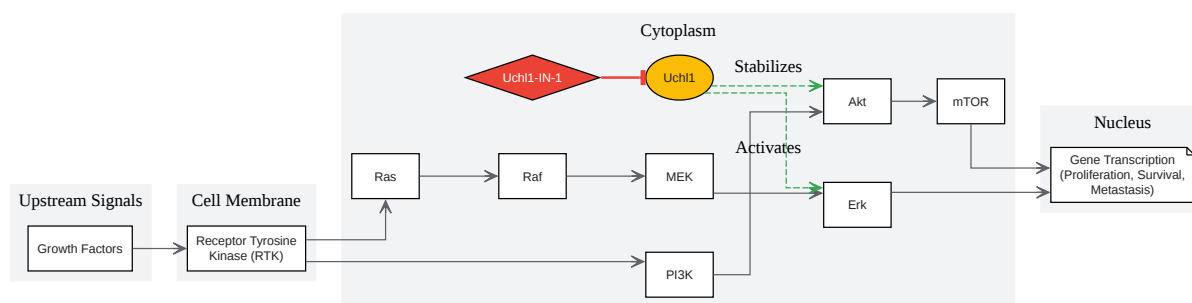 Cytoplasm
Uchl1-IN-1
Uchl1
Stabilizes
Akt
mTOR
Nucleus
Activates
Ras
Raf
MEK
Gene Transcription
(Proliferation, Survival,
Metastasis)
Upstream Signals
Cell Membrane
Erk
Growth Factors
Receptor Tyrosine
Kinase (RTK)
PI3K